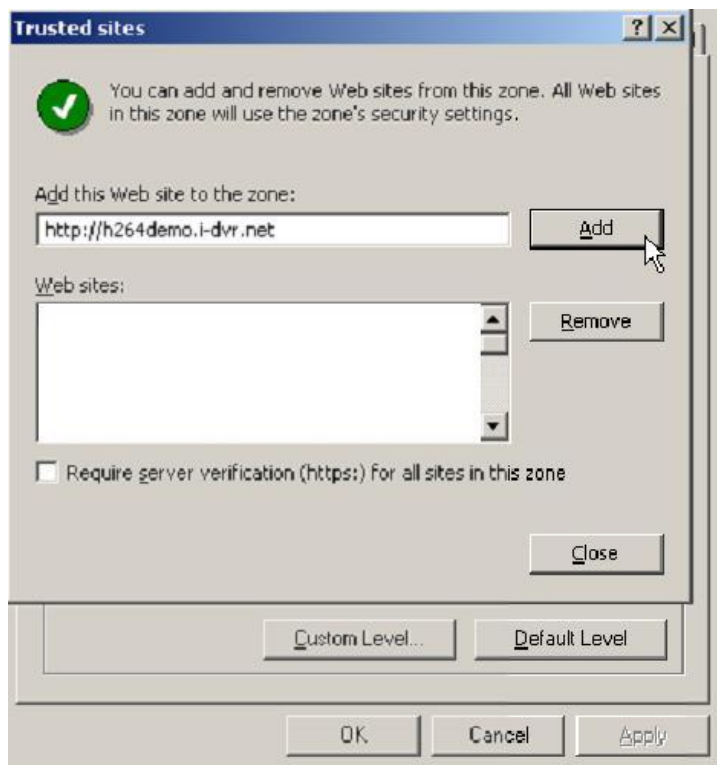 Trusted sites
You can add and remove Web sites from this zone. All Web sites
in this zone will use the zone's security settings.
Add this Web site to the zone:
http://h264demo.i-dvr.net
Add
Web sites:
Remove
Require server verification (https:) for all sites in this zone
Close
Custom Level...
Default Level
OK
Cancel
Apply